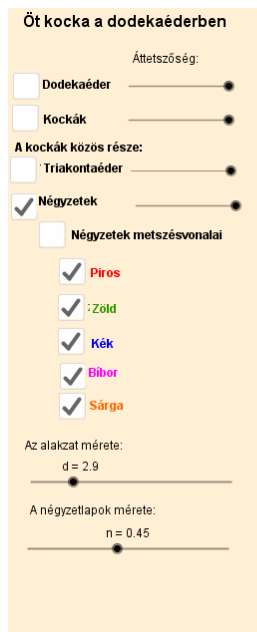 Öt kocka a dodekaéderben
Áttetszőség:
Dodekaéder
Kockák
A kockák közös része:
Triakontaéder
Négyzetek
Négyzetek metszésvonalai
Piros
Zöld
Kék
Bíbor
Sárga
Az alakzat mérete:
d = 2.9
A négyzetlapok mérete:
n = 0.45